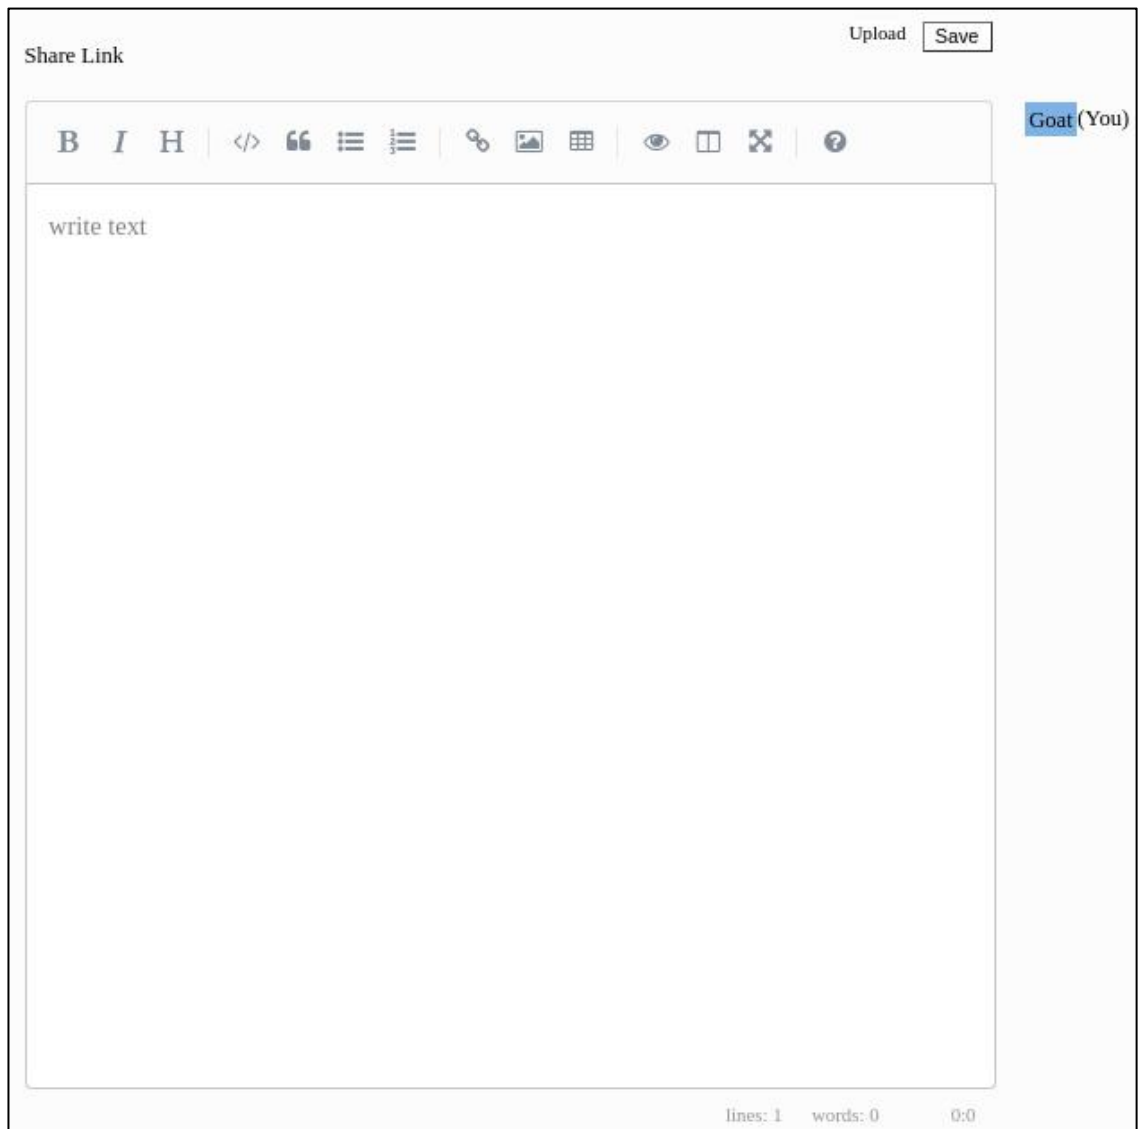 Upload Save
Share Link
Goat (You)
B I H
write text
lines: 1 words: 0 0:0